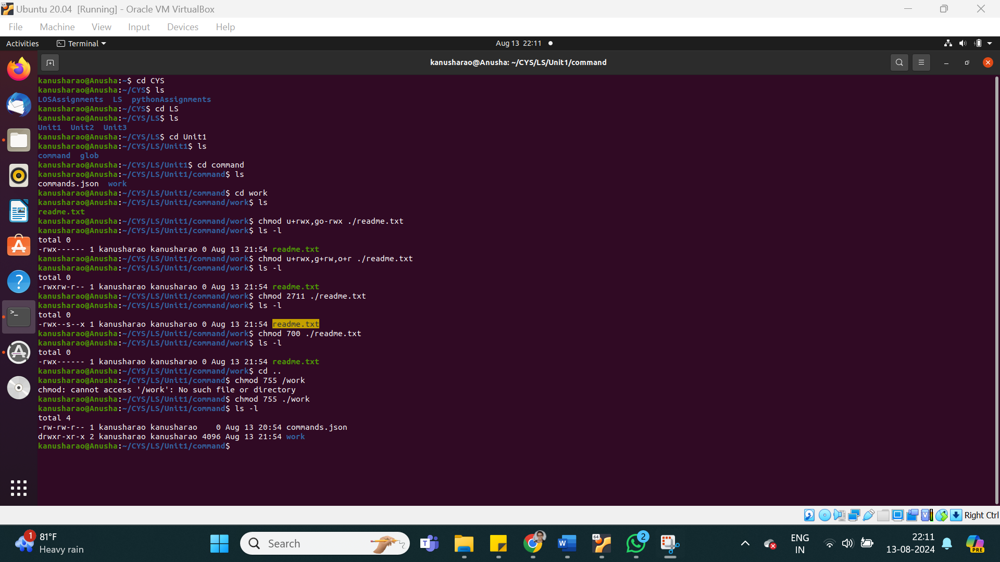 Ubuntu 20.04 [Running] - Oracle VM VirtualBox
File Machine View Input Devices Help
Activities Terminal Aug 13 22:11
kanusharao@Anusha: ~/CYS/LS/Unit1/command
kanusharao@Anusha:~$ cd CYS
kanusharao@Anusha:~/CYS$ ls
LOSAssignments LS pythonAssignments
kanusharao@Anusha:~/CYS$ cd LS
kanusharao@Anusha:~/CYS/LS$ ls
Unit1 Unit2 Unit3
kanusharao@Anusha:~/CYS/LS$ cd Unit1
kanusharao@Anusha:~/CYS/LS/Unit1$ ls
command glob
kanusharao@Anusha:~/CYS/LS/Unit1$ cd command
kanusharao@Anusha:~/CYS/LS/Unit1/command$ ls
commands.json work
kanusharao@Anusha:~/CYS/LS/Unit1/command$ cd work
kanusharao@Anusha:~/CYS/LS/Unit1/command/work$ ls
readme.txt
kanusharao@Anusha:~/CYS/LS/Unit1/command/work$ chmod u+rwx,go-rwx ./readme.txt
kanusharao@Anusha:~/CYS/LS/Unit1/command/work$ ls -l
total 0
-rwx------ 1 kanusharao kanusharao 0 Aug 13 21:54 readme.txt
kanusharao@Anusha:~/CYS/LS/Unit1/command/work$ chmod u+rwx,g+rw,o+r ./readme.txt
kanusharao@Anusha:~/CYS/LS/Unit1/command/work$ ls -l
total 0
-rwxrw-r-- 1 kanusharao kanusharao 0 Aug 13 21:54 readme.txt
kanusharao@Anusha:~/CYS/LS/Unit1/command/work$ chmod 2711 ./readme.txt
kanusharao@Anusha:~/CYS/LS/Unit1/command/work$ ls -l
total 0
-rwx--s--x 1 kanusharao kanusharao 0 Aug 13 21:54 readme.txt
kanusharao@Anusha:~/CYS/LS/Unit1/command/work$ chmod 700 ./readme.txt
kanusharao@Anusha:~/CYS/LS/Unit1/command/work$ ls -l
total 0
-rwx------ 1 kanusharao kanusharao 0 Aug 13 21:54 readme.txt
kanusharao@Anusha:~/CYS/LS/Unit1/command/work$ cd ..
kanusharao@Anusha:~/CYS/LS/Unit1/command$ chmod 755 /work
chmod: cannot access '/work': No such file or directory
kanusharao@Anusha:~/CYS/LS/Unit1/command$ chmod 755 ./work
kanusharao@Anusha:~/CYS/LS/Unit1/command$ ls -l
total 4
-rw-rw-r-- 1 kanusharao kanusharao    0 Aug 13 20:54 commands.json
drwxr-xr-x 2 kanusharao kanusharao 4096 Aug 13 21:54 work
kanusharao@Anusha:~/CYS/LS/Unit1/command$
Right Ctrl
1 81°F
Heavy rain
Search
2
ENG
IN
22:11
13-08-2024
PRE